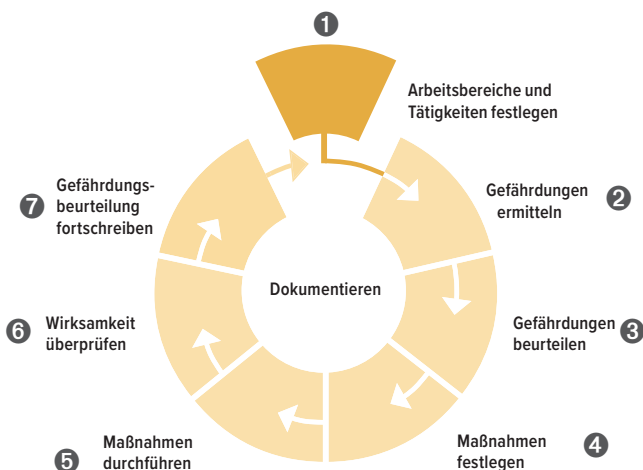 1
Arbeitsbereiche und
Tätigkeiten festlegen
2
Gefährdungen
ermitteln
3
Gefährdungen
beurteilen
4
Maßnahmen
festlegen
5
Maßnahmen
durchführen
6
Wirksamkeit
überprüfen
7
Gefährdungs-
beurteilung
fortschreiben
Dokumentieren